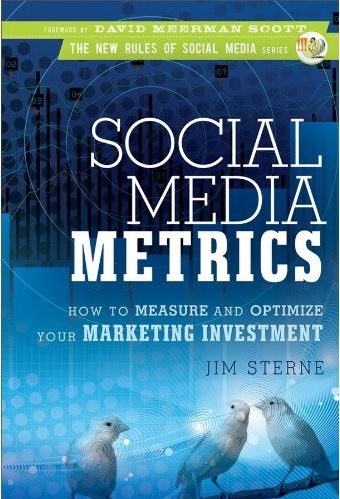 FOREWORD BY DAVID MEERMAN SCOTT
THE NEW RULES OF SOCIAL MEDIA SERIES
SOCIAL
MEDIA
METRICS
HOW TO MEASURE AND OPTIMIZE
YOUR MARKETING INVESTMENT
JIM STERNE